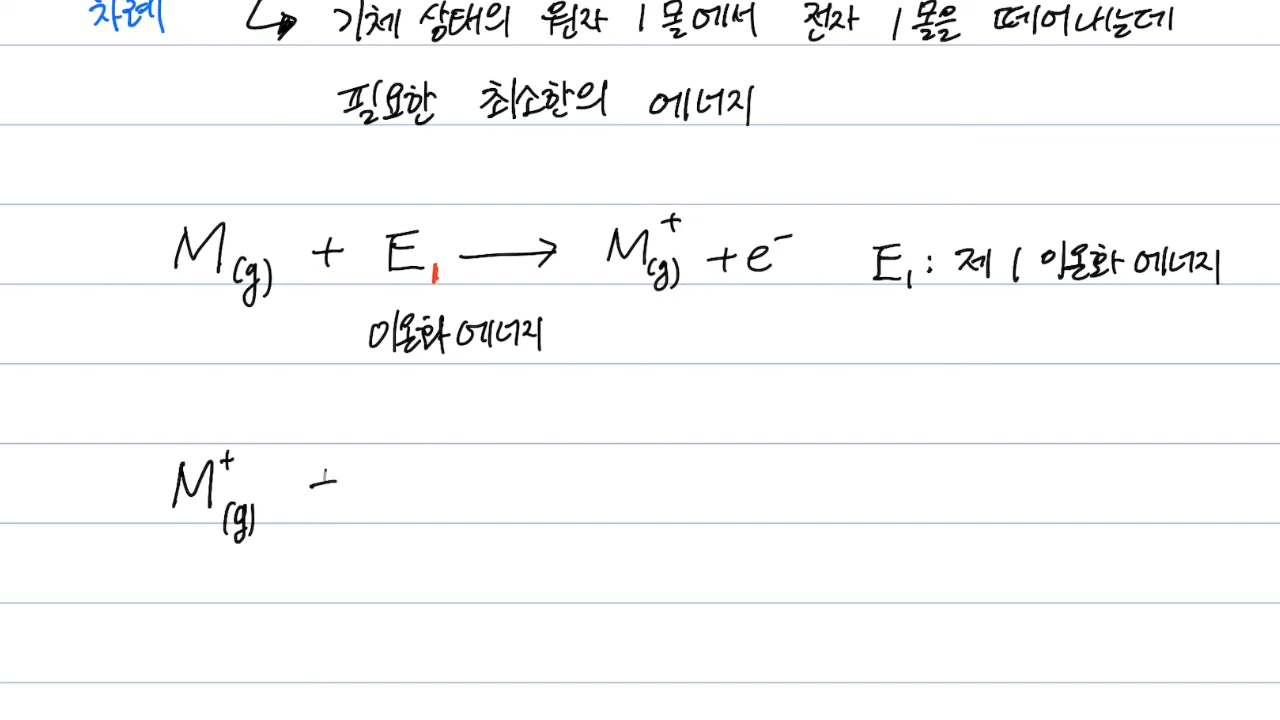 차례 ↳ 기체 상태의 원자 1몰에서 전자 1몰을 떼어내는데
필요한 최소한의 에너지
M(g) + E₁ ⟶ M⁺(g) + e⁻ E₁ : 제 1 이온화 에너지
이온화 에너지
M⁺(g) +